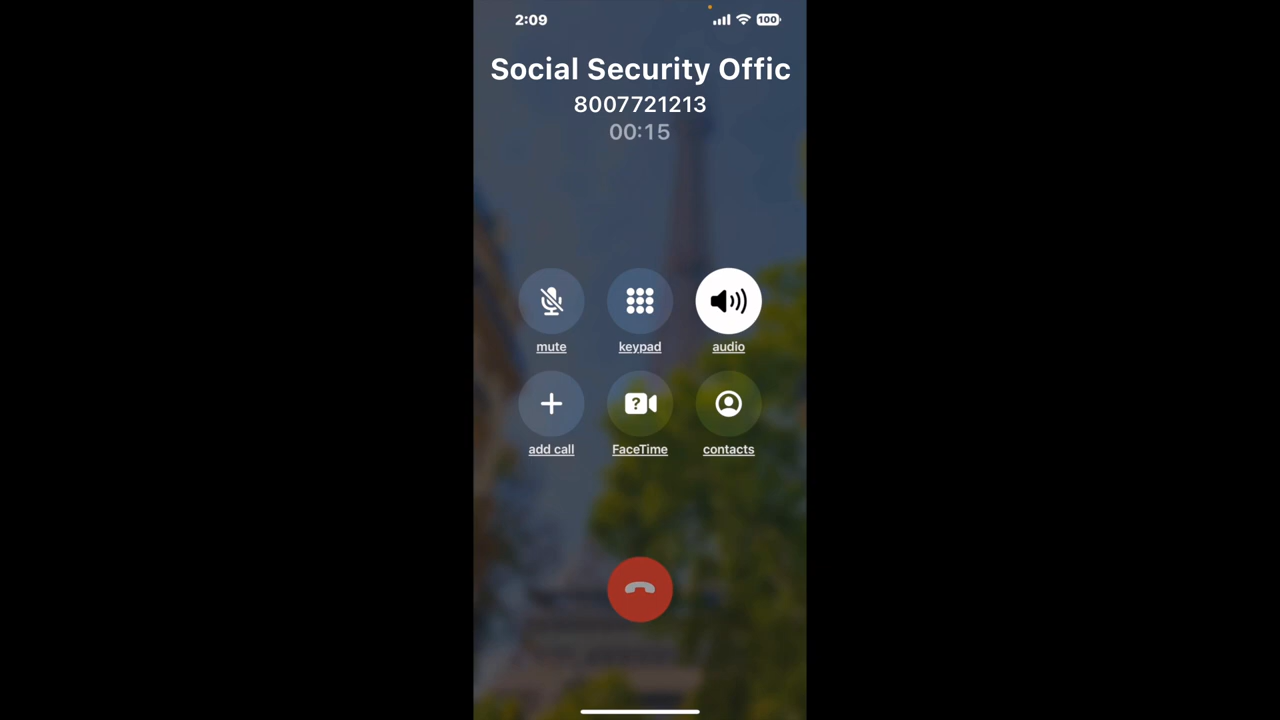 2:09
100
Social Security Offic
8007721213
00:15
mute
keypad
audio
?
add call
FaceTime
contacts